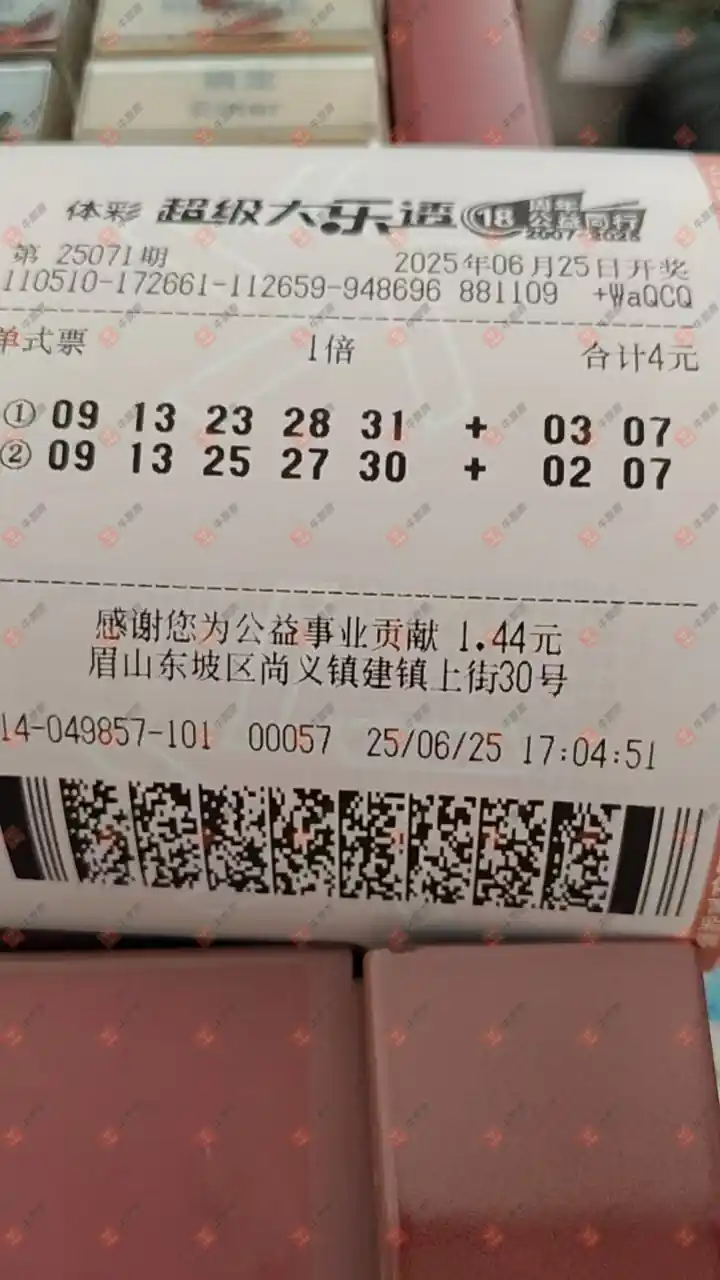 体彩 超级大乐透 18 周年公益同行 2007-2025
第 25071期 2025年06月25日开奖
110510-172661-112659-948696 881109 +WaQCQ
单式票 1倍 合计4元
① 09 13 23 28 31 + 03 07
② 09 13 25 27 30 + 02 07
感谢您为公益事业贡献 1.44元
眉山东坡区尚义镇建镇上街30号
14-049857-101 00057 25/06/25 17:04:51